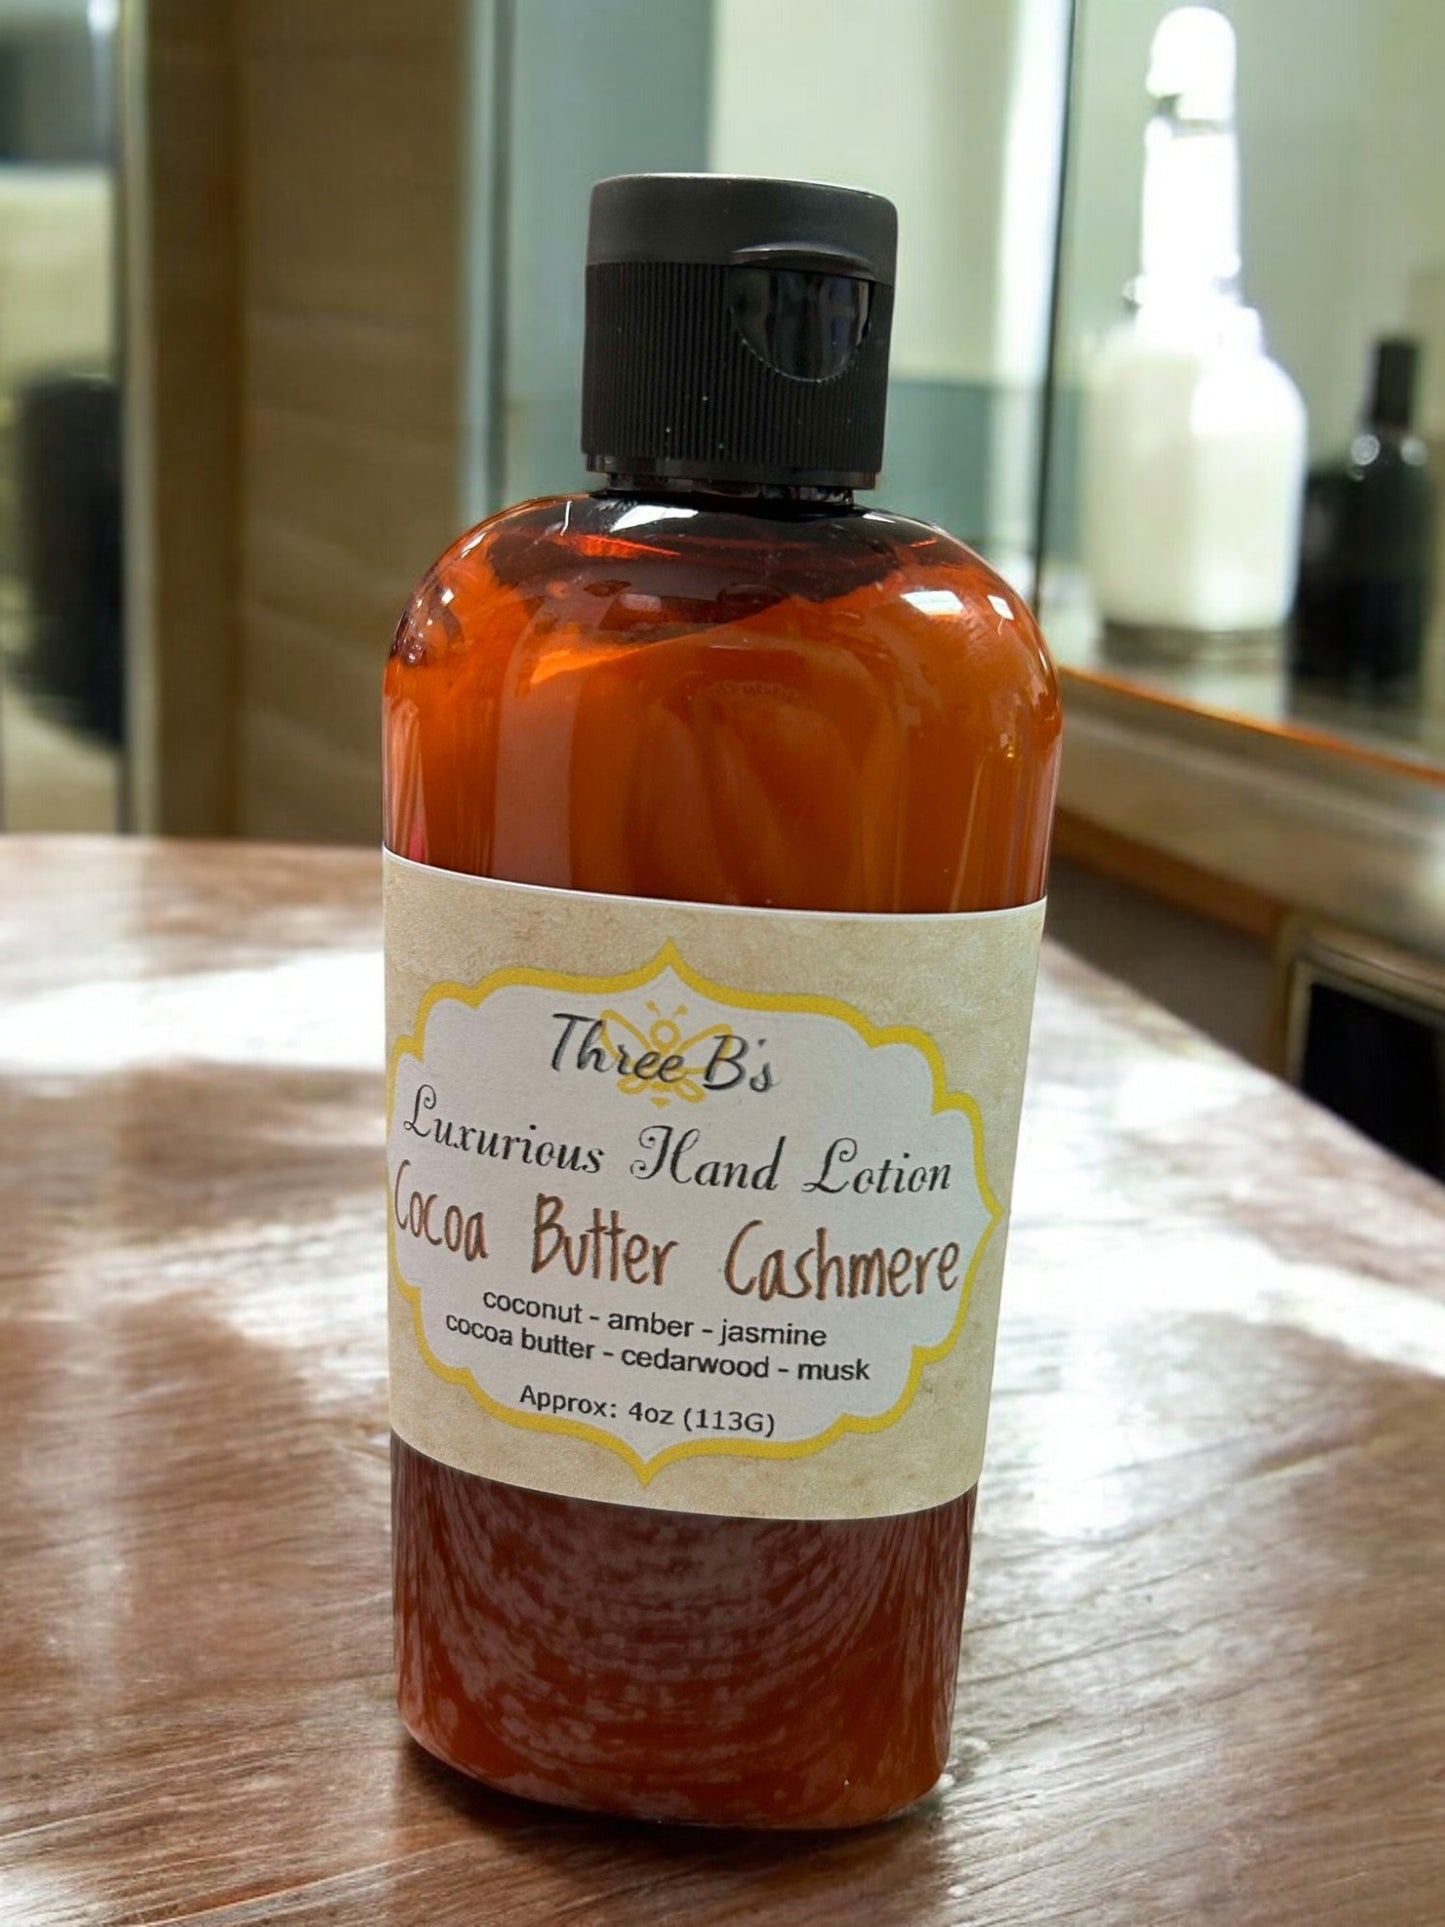 Three B's
Luxurious Hand Lotion
Cocoa Butter Cashmere
coconut - amber - jasmine
cocoa butter - cedarwood - musk
Approx: 4oz (113G)